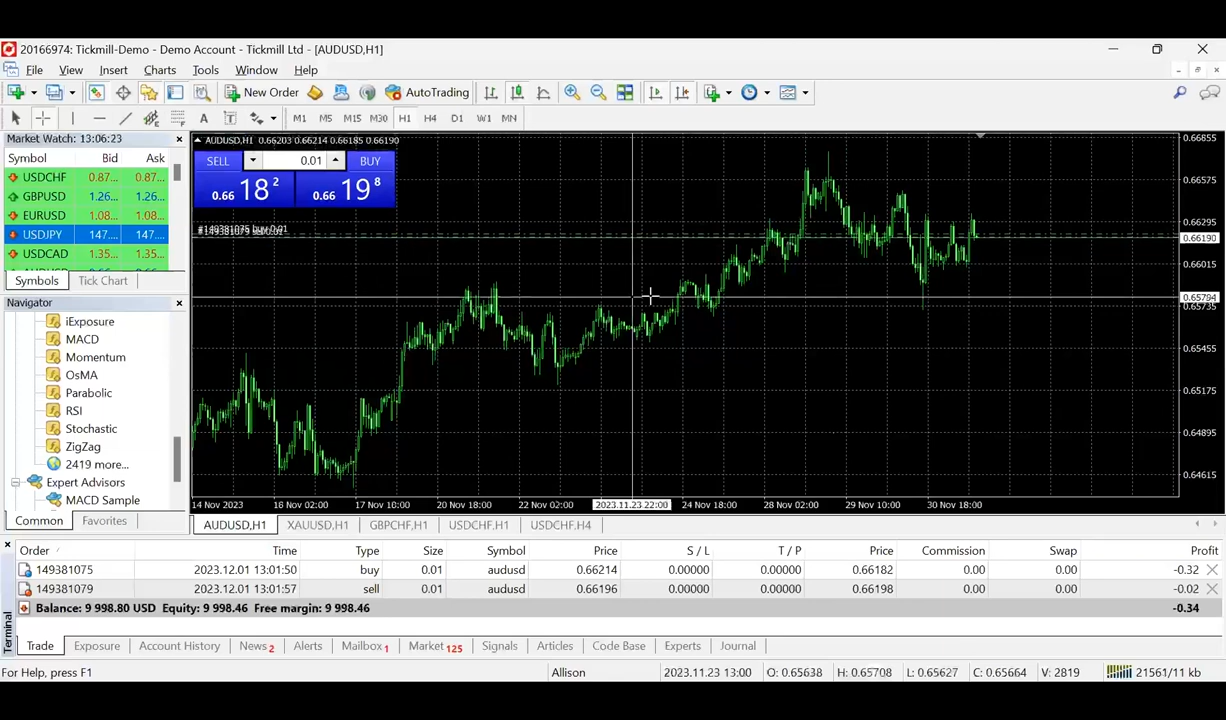 20166974: Tickmill-Demo - Demo Account - Tickmill Ltd - [AUDUSD,H1]
File View Insert Charts Tools Window Help
New Order AutoTrading
A T M1 M5 M15 M30 H1 H4 D1 W1 MN
Market Watch: 13:06:23
Symbol Bid Ask
USDCHF 0.87... 0.87...
GBPUSD 1.26... 1.26...
EURUSD 1.08... 1.08...
USDJPY 147.... 147....
USDCAD 1.35... 1.35...
Symbols Tick Chart
Navigator
iExposure
MACD
Momentum
OsMA
Parabolic
RSI
Stochastic
ZigZag
2419 more...
Expert Advisors
MACD Sample
Common Favorites
AUDUSD,H1 0.66203 0.66214 0.66185 0.66190
SELL 0.01 BUY
0.66 18 2 0.66 19 8
0.66855
0.66575
0.66295
0.66190
0.66015
0.65794
0.65735
0.65455
0.65175
0.64895
0.64615
14 Nov 2023 16 Nov 02:00 17 Nov 10:00 20 Nov 18:00 22 Nov 02:00 2023.11.23 22:00 24 Nov 18:00 28 Nov 02:00 29 Nov 10:00 30 Nov 18:00
AUDUSD,H1 XAUUSD,H1 GBPCHF,H1 USDCHF.H1 USDCHF.H4
Order / Time Type Size Symbol Price S / L T / P Price Commission Swap Profit
149381075 2023.12.01 13:01:50 buy 0.01 audusd 0.66214 0.00000 0.00000 0.66182 0.00 0.00 -0.32
149381079 2023.12.01 13:01:57 sell 0.01 audusd 0.66196 0.00000 0.00000 0.66198 0.00 0.00 -0.02
Balance: 9 998.80 USD Equity: 9 998.46 Free margin: 9 998.46 -0.34
Terminal
Trade Exposure Account History News 2 Alerts Mailbox 1 Market 125 Signals Articles Code Base Experts Journal
For Help, press F1 Allison 2023.11.23 13:00 O: 0.65638 H: 0.65708 L: 0.65627 C: 0.65664 V: 2819 21561/11 kb